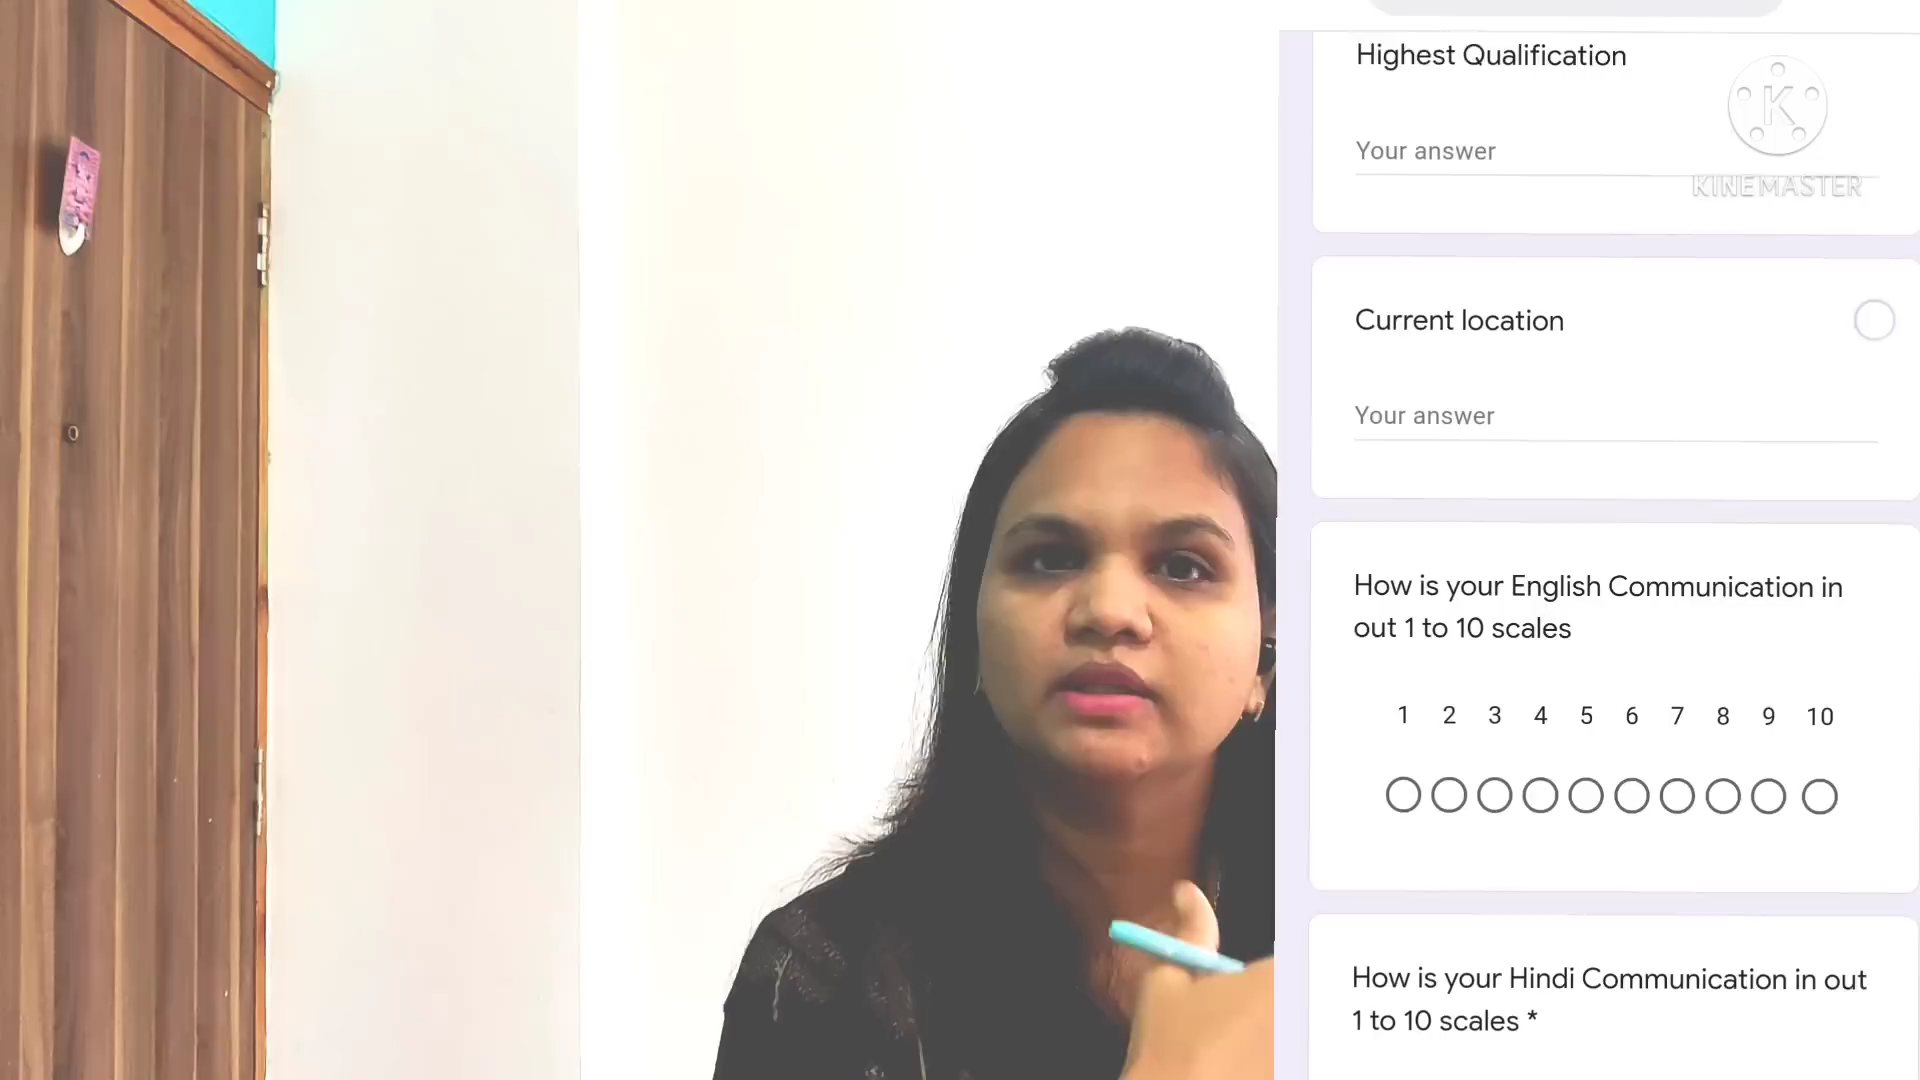 Highest Qualification
K
Your answer
KINEMASTER
Current location
Your answer
How is your English Communication in
out 1 to 10 scales
1 2 3 4 5 6 7 8 9 10
How is your Hindi Communication in out
1 to 10 scales *